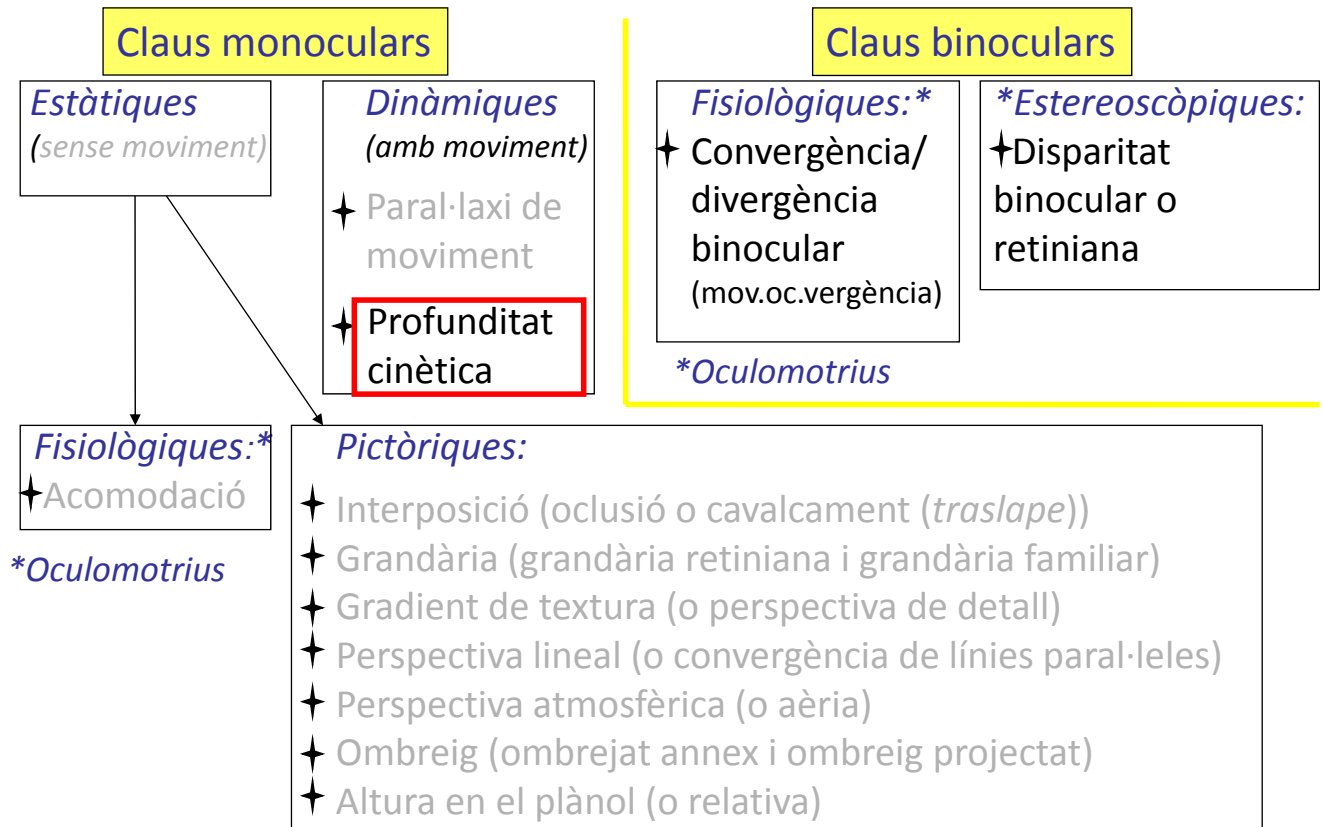 Claus monoculars
Estàtiques
(sense moviment)
Dinàmiques
(amb moviment)
Paral·laxi de
moviment
Profunditat
cinètica
Claus binoculars
Fisiològiques:*
Convergència/
divergència
binocular
(mov.oc.vergència)
*Oculomotrius
*Estereoscòpiques:
Disparitat
binocular o
retiniana
Fisiològiques:*
Acomodació
*Oculomotrius
Pictòriques:
Interposició (oclusió o cavalcament (traslape))
Grandària (grandària retiniana i grandària familiar)
Gradient de textura (o perspectiva de detall)
Perspectiva lineal (o convergència de línies paral·leles)
Perspectiva atmosfèrica (o aèria)
Ombreig (ombrejat annex i ombreig projectat)
Altura en el plànol (o relativa)